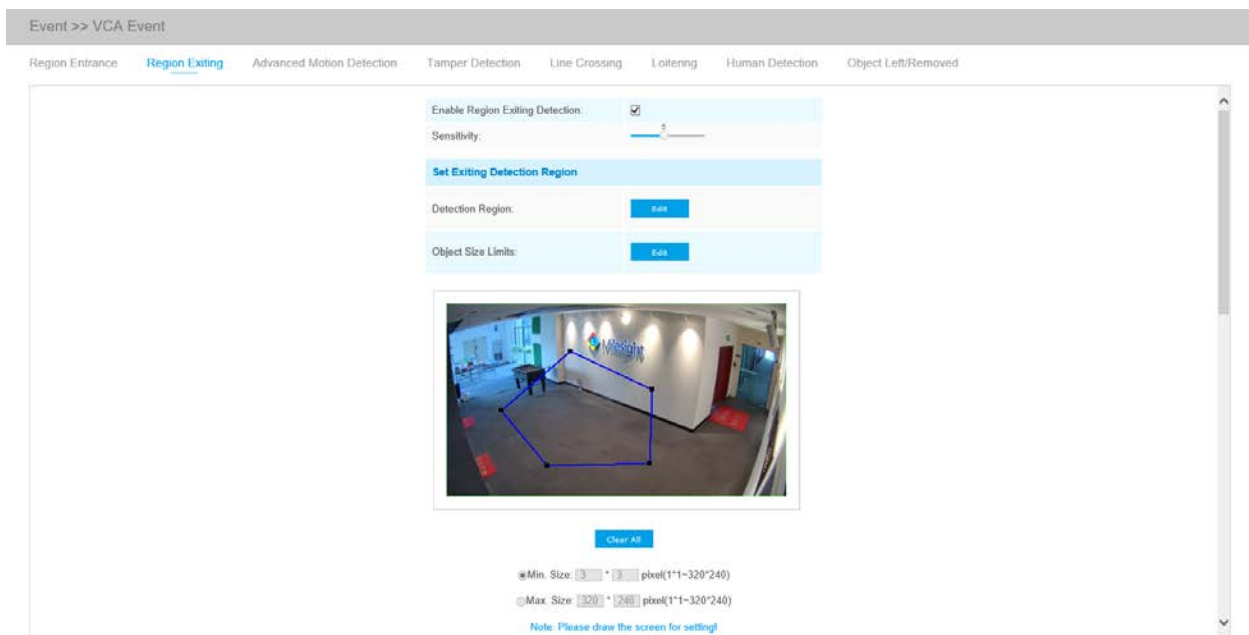 Event >> VCA Event
Region Entrance Region Exiting Advanced Motion Detection Tamper Detection Line Crossing Loitering Human Detection Object Left/Removed
Enable Region Exiting Detection:
5
Sensitivity:
Set Exiting Detection Region
Detection Region: Edit
Object Size Limits: Edit
Milesight
Clear All
Min. Size: 3 * 3 pixel(1*1~320*240)
Max. Size: 320 * 240 pixel(1*1~320*240)
Note: Please draw the screen for setting!